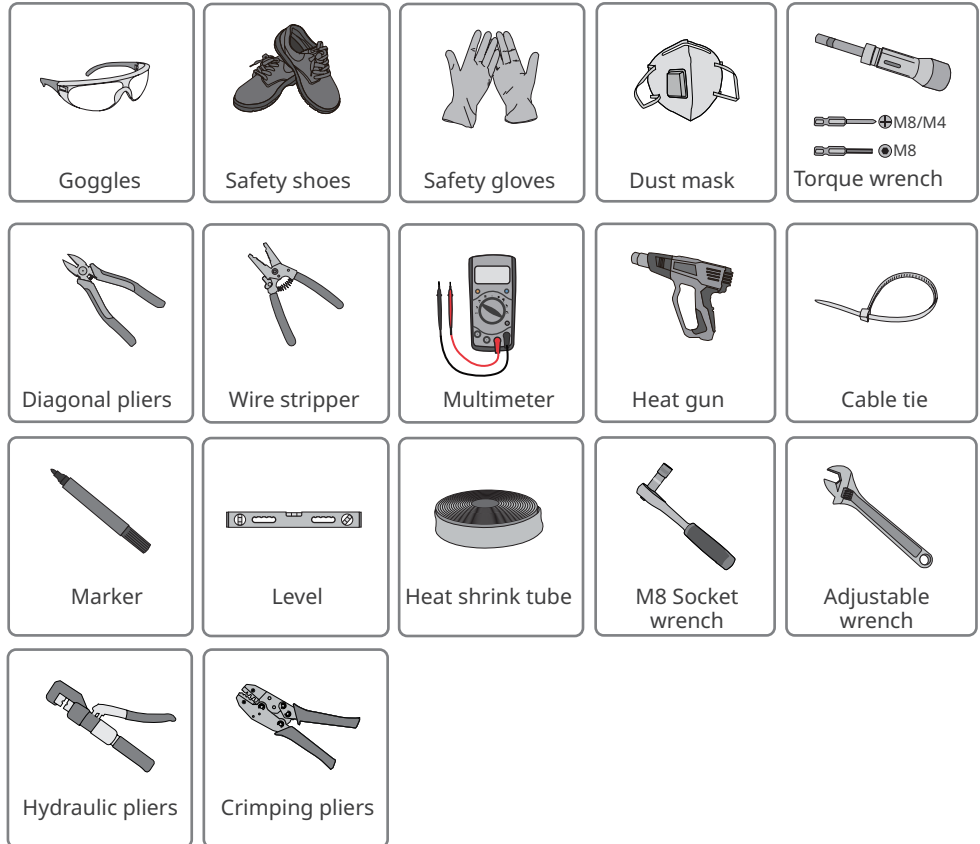 Goggles
Safety shoes
Safety gloves
Dust mask
M8/M4
M8
Torque wrench
Diagonal pliers
Wire stripper
Multimeter
Heat gun
Cable tie
Marker
Level
Heat shrink tube
M8 Socket
wrench
Adjustable
wrench
Hydraulic pliers
Crimping pliers